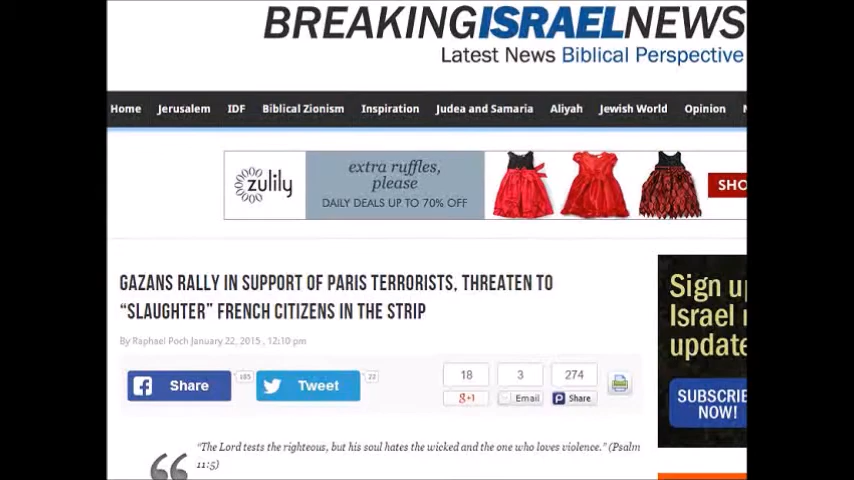 BREAKINGISRAELNEWS
Latest News Biblical Perspective
Home Jerusalem IDF Biblical Zionism Inspiration Judea and Samaria Aliyah Jewish World Opinion
zulily
extra ruffles,
please
DAILY DEALS UP TO 70% OFF
SHO
GAZANS RALLY IN SUPPORT OF PARIS TERRORISTS, THREATEN TO
“SLAUGHTER” FRENCH CITIZENS IN THE STRIP
By Raphael Poch January 22, 2015 , 12:10 pm
Share
Tweet 22
18 3 274
g+1 Email Share
Sign up
Israel
update
SUBSCRIBE
NOW!
“The Lord tests the righteous, but his soul hates the wicked and the one who loves violence.” (Psalm
11:5)